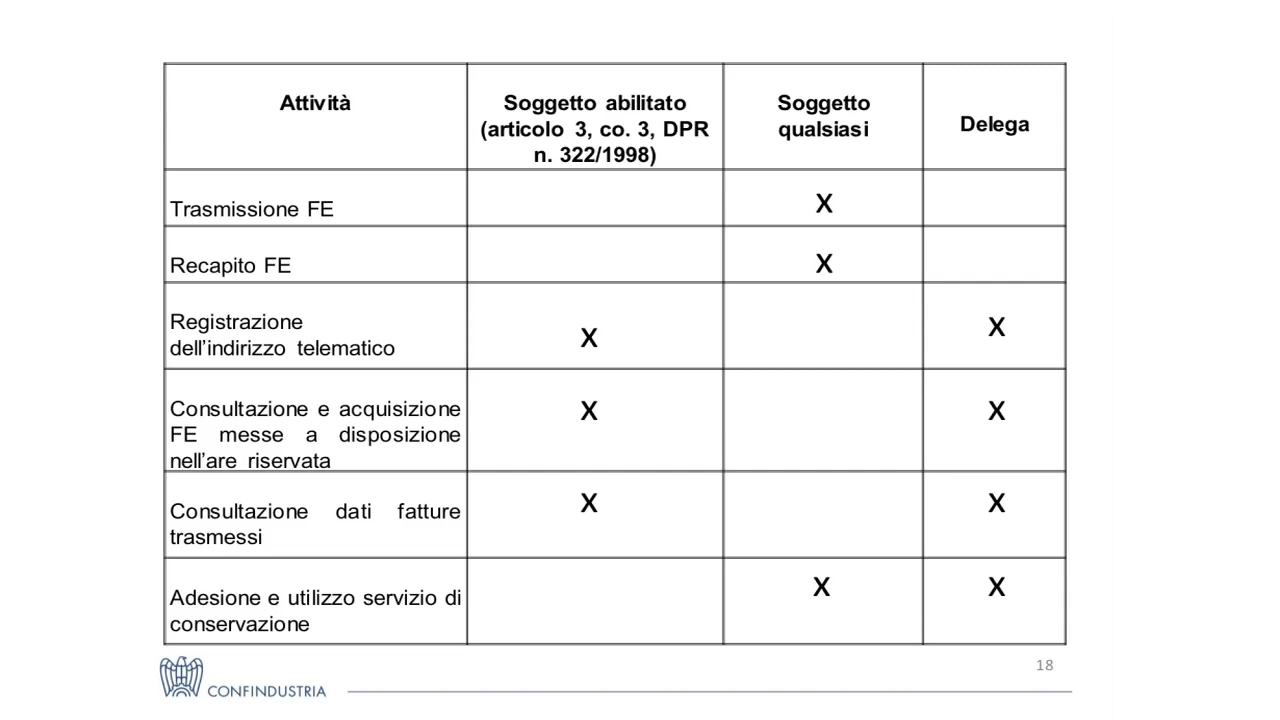 Attività
Soggetto abilitato
(articolo 3, co. 3, DPR
n. 322/1998)
Soggetto
qualsiasi
Delega
Trasmissione FE
X
Recapito FE
X
Registrazione
dell'indirizzo telematico
X
X
Consultazione e acquisizione
FE messe a disposizione
nell'are riservata
X
X
Consultazione dati fatture
trasmessi
X
X
Adesione e utilizzo servizio di
conservazione
X
X
18
CONFINDUSTRIA